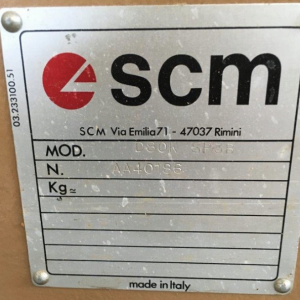 scm
SCM Via Emilia 71 - 47037 Rimini
MOD.
N.
Kg≃
made in Italy
03.233100.51